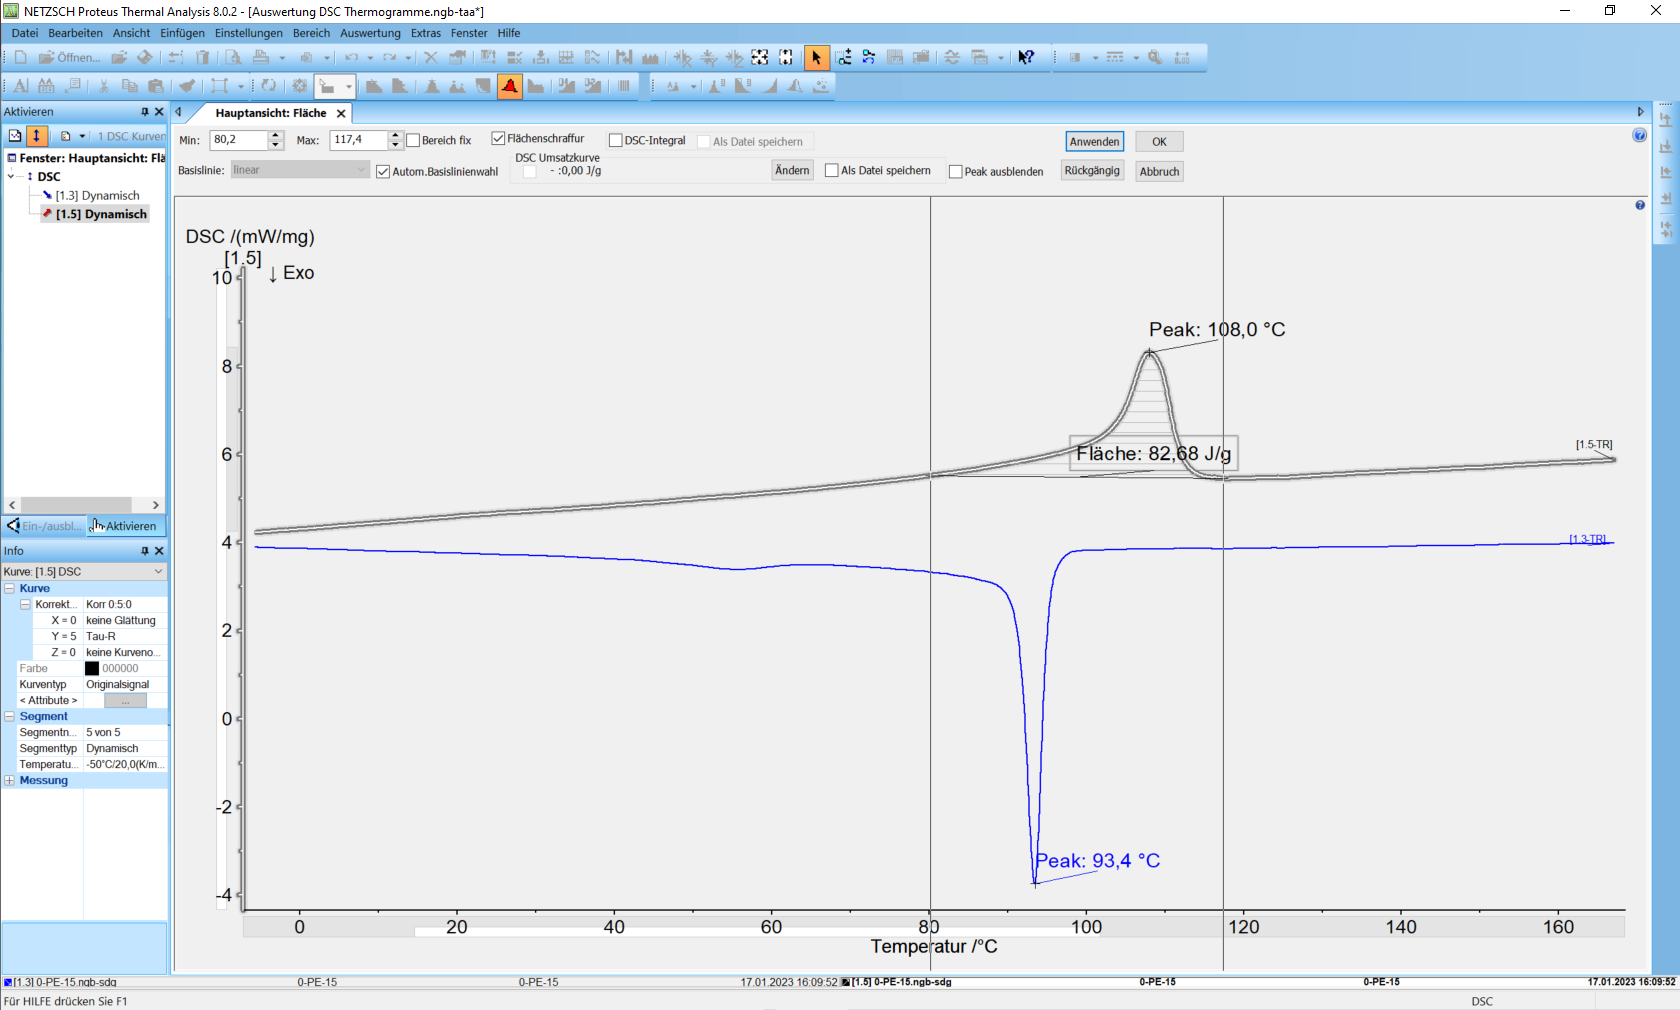 NETZSCH Proteus Thermal Analysis 8.0.2 - [Auswertung DSC Thermogramme.ngb-taa*]
Datei Bearbeiten Ansicht Einfügen Einstellungen Bereich Auswertung Extras Fenster Hilfe
Öffnen...
Aktivieren
Hauptansicht: Fläche
1 DSC Kurven
Min: 80,2 Max: 117,4 Bereich fix Flächenschraffur DSC-Integral Als Datei speichern Anwenden OK
Basislinie: linear Autom.Basislinienwahl DSC Umsatzkurve - :0,00 J/g Ändern Als Datei speichern Peak ausblenden Rückgängig Abbruch
Fenster: Hauptansicht: Flä
DSC
[1.3] Dynamisch
[1.5] Dynamisch
Ein-/ausbl... Aktivieren
Info
Kurve: [1.5] DSC
Kurve
Korrekt... Korr 0:5:0
X = 0 keine Glättung
Y = 5 Tau-R
Z = 0 keine Kurveno...
Farbe 000000
Kurventyp Originalsignal
< Attribute > ...
Segment
Segmentn... 5 von 5
Segmenttyp Dynamisch
Temperatu... -50°C/20,0(K/m...
Messung
DSC /(mW/mg)
[1.5]
↓ Exo
10
8
6
4
2
0
-2
-4
Peak: 108,0 °C
Fläche: 82,68 J/g
[1.5-TR]
[1.3-TR]
Peak: 93,4 °C
0 20 40 60 80 100 120 140 160
Temperatur /°C
[1.3] 0-PE-15.ngb-sdg 0-PE-15 0-PE-15 17.01.2023 16:09:52 [1.5] 0-PE-15.ngb-sdg 0-PE-15 0-PE-15 17.01.2023 16:09:52
Für HILFE drücken Sie F1 DSC